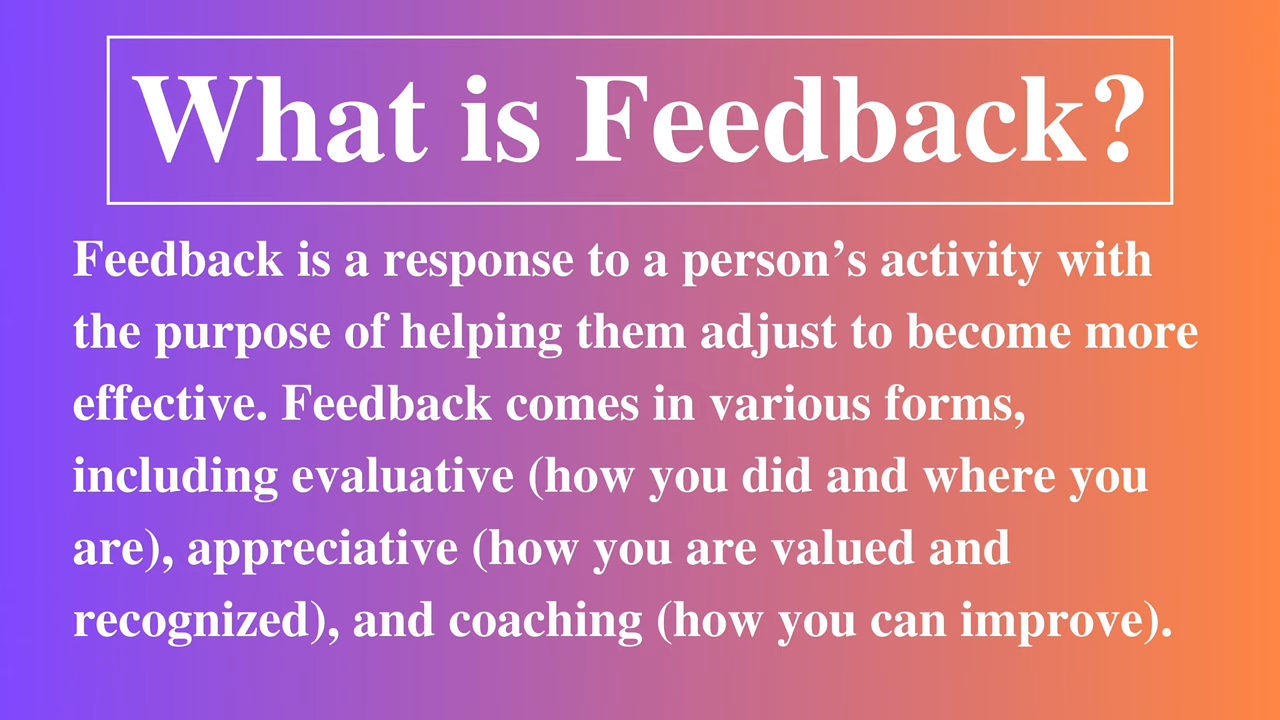 What is Feedback?
Feedback is a response to a person’s activity with
the purpose of helping them adjust to become more
effective. Feedback comes in various forms,
including evaluative (how you did and where you
are), appreciative (how you are valued and
recognized), and coaching (how you can improve).